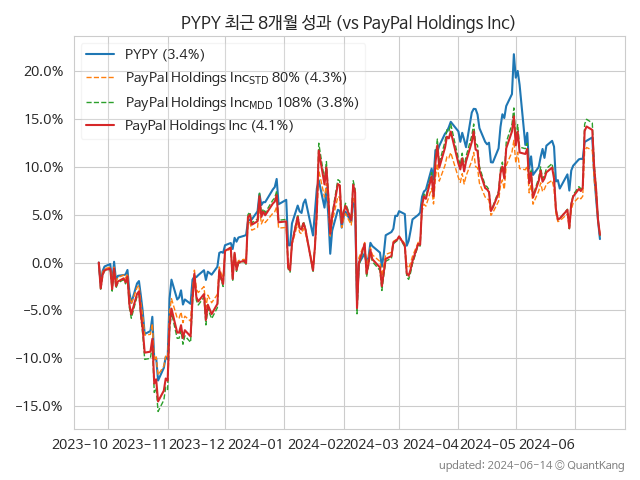 PYPY 최근 8개월 성과 (vs PayPal Holdings Inc)
PYPY (3.4%)
PayPal Holdings IncSTD 80% (4.3%)
PayPal Holdings IncMDD 108% (3.8%)
PayPal Holdings Inc (4.1%)
20.0%
15.0%
10.0%
5.0%
0.0%
−5.0%
−10.0%
−15.0%
2023-10 2023-11 2023-12 2024-01 2024-02 2024-03 2024-04 2024-05 2024-06
updated: 2024-06-14 © QuantKang